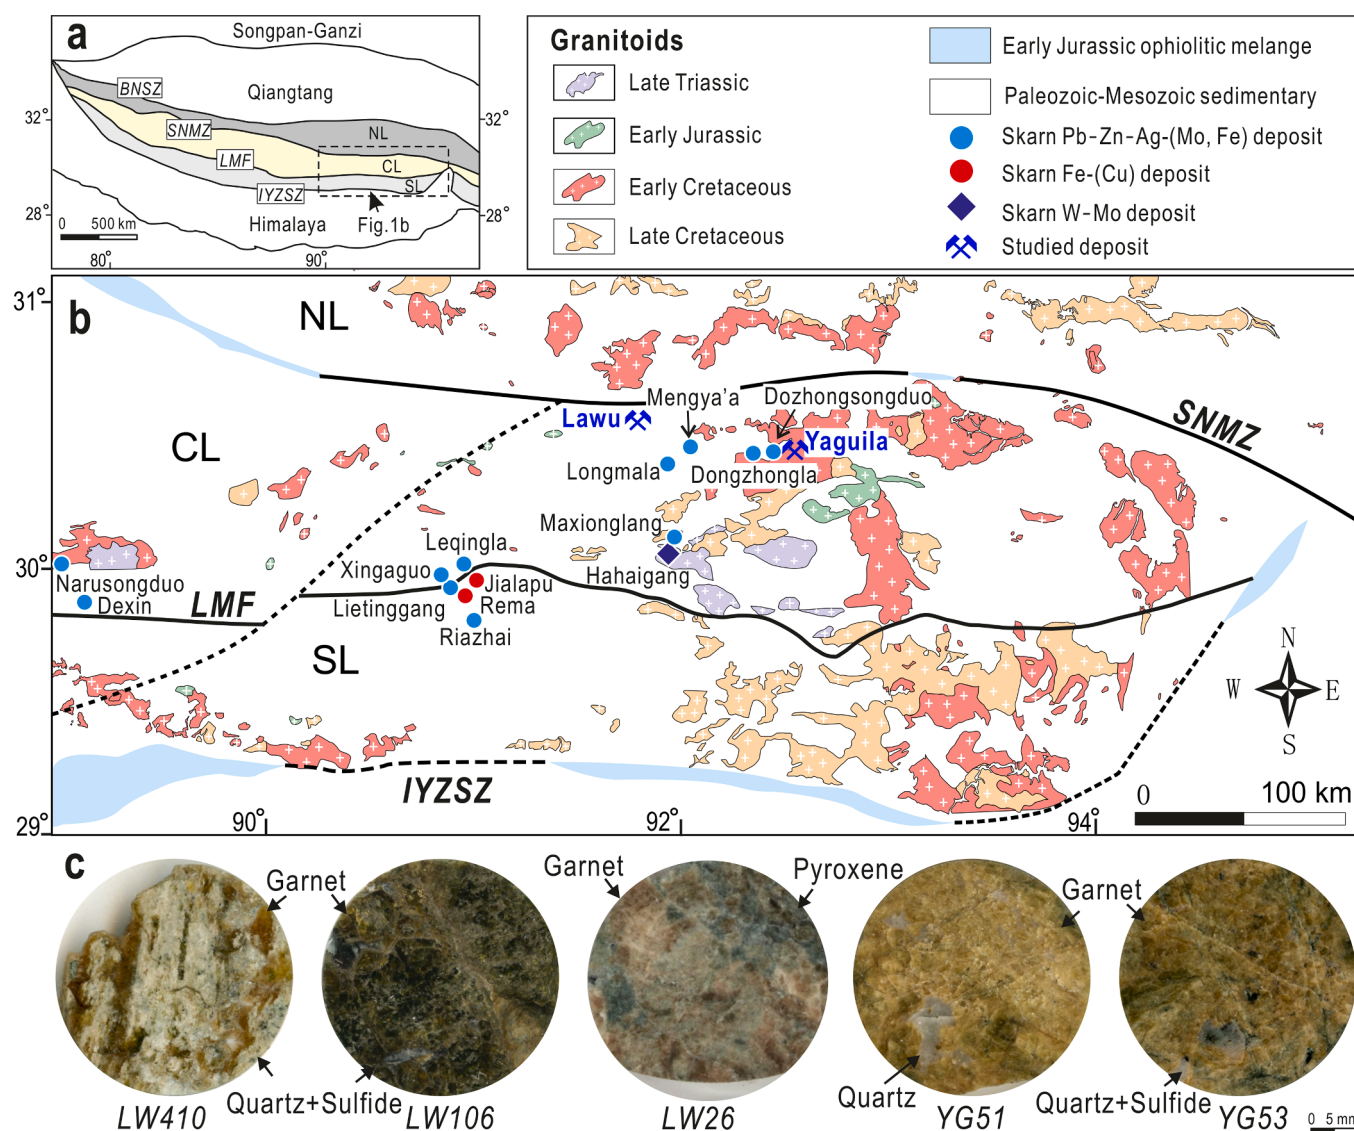 a
Songpan-Ganzi
BNSZ
Qiangtang
32°
32°
SNMZ
NL
LMF
CL
SL
IYZSZ
28°
28°
0 500 km
Himalaya
Fig.1b
80°
90°
Granitoids
Late Triassic
Early Jurassic
Early Cretaceous
Late Cretaceous
Early Jurassic ophiolitic melange
Paleozoic-Mesozoic sedimentary
Skarn Pb-Zn-Ag-(Mo, Fe) deposit
Skarn Fe-(Cu) deposit
Skarn W-Mo deposit
Studied deposit
31°
b
NL
Mengya'a
Dozhongsongduo
Lawu
SNMZ
CL
Yaguila
Longmala
Dongzhongla
Maxionglang
Leqingla
30°
Xingaguo
Hahaigang
Narusongduo
Jialapu
Dexin
LMF
Lietinggang
Rema
Riazhai
SL
N
W
E
S
IYZSZ
0 100 km
29°
90°
92°
94°
c
Garnet
Garnet
Pyroxene
Garnet
Quartz+Sulfide
Quartz
Quartz+Sulfide
LW410
LW106
LW26
YG51
YG53
0 5 mm